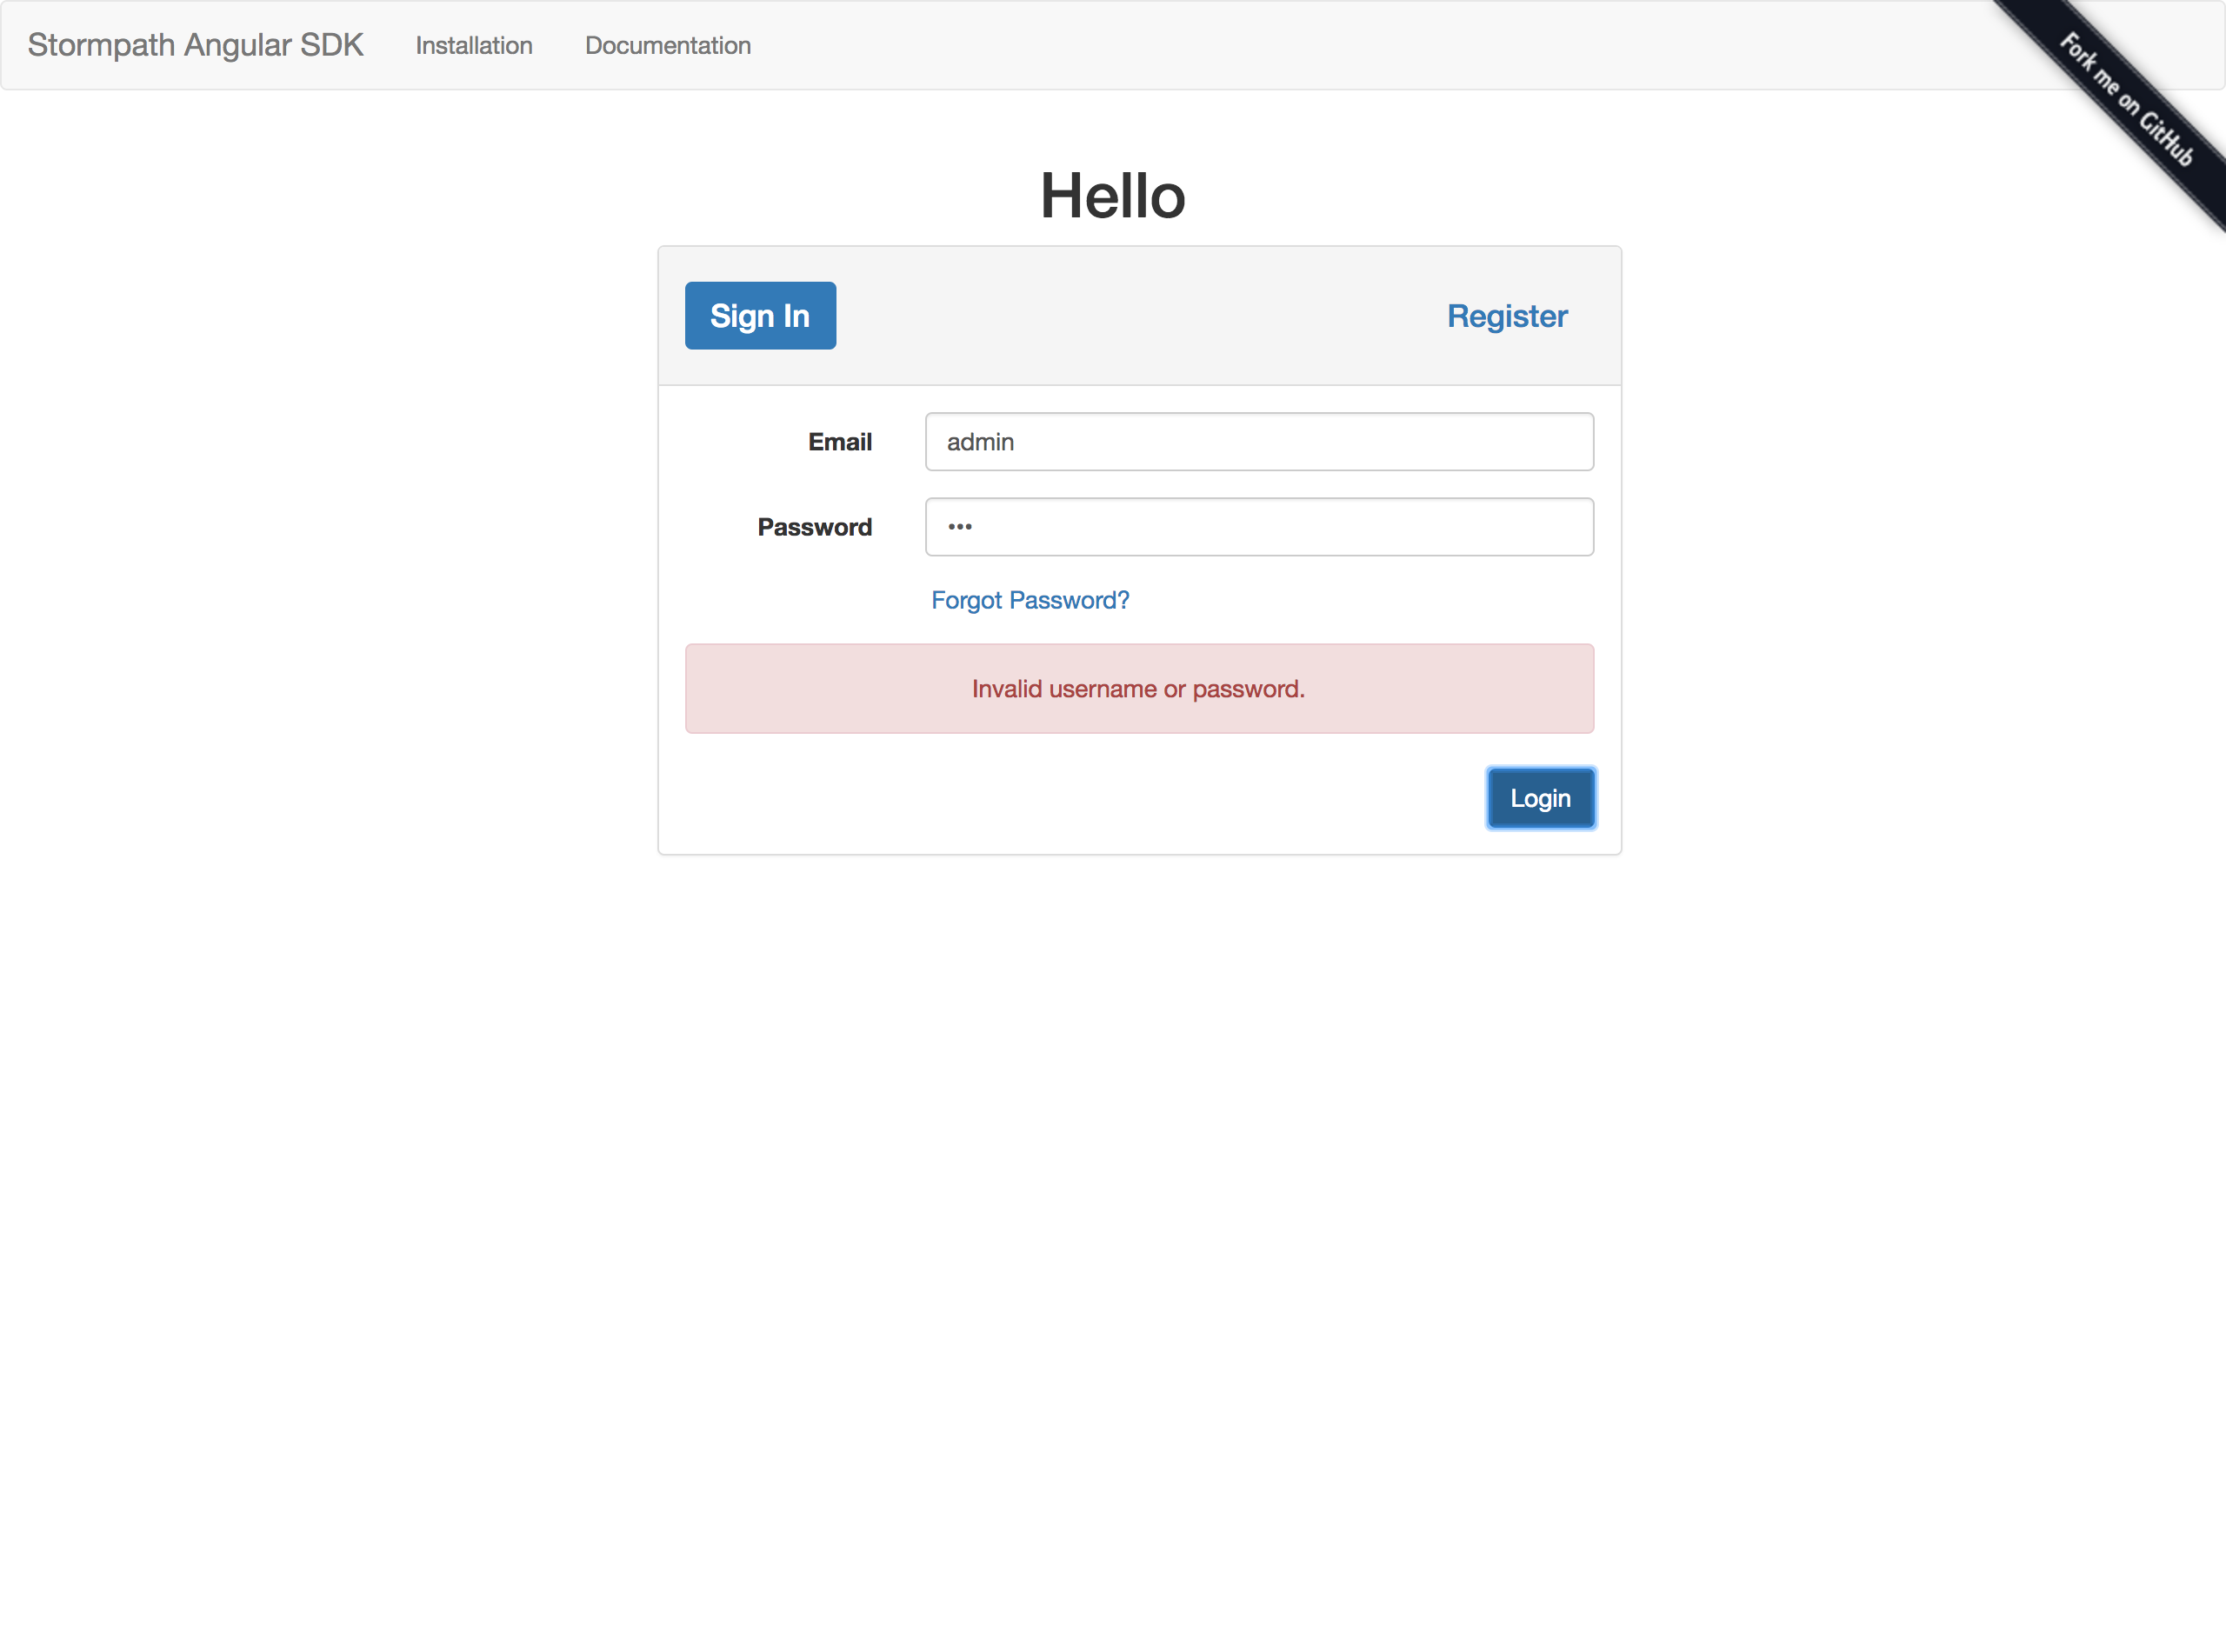 Stormpath Angular SDK Installation Documentation
Fork me on GitHub
Hello
Sign In Register
Email admin
Password •••
Forgot Password?
Invalid username or password.
Login